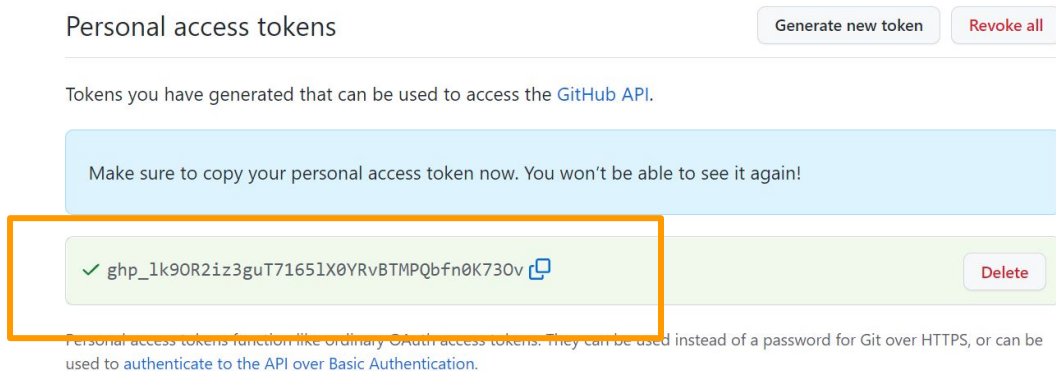 Personal access tokens
Generate new token
Revoke all
Tokens you have generated that can be used to access the GitHub API.
Make sure to copy your personal access token now. You won't be able to see it again!
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
Delete
Personal access tokens function like ordinary OAuth access tokens. They can be used instead of a password for Git over HTTPS, or can be
used to authenticate to the API over Basic Authentication.